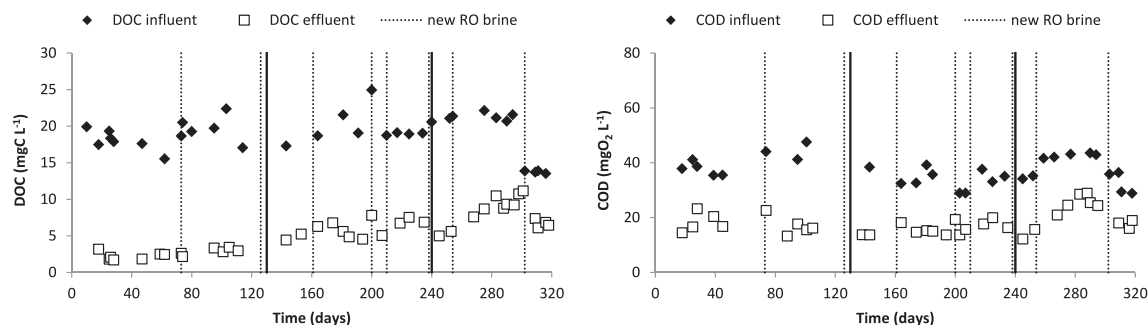 DOC influent DOC effluent new RO brine
30
25
20
15
10
5
0
DOC (mgC L-1)
0 40 80 120 160 200 240 280 320
Time (days)
COD influent COD effluent new RO brine
80
60
40
20
0
COD (mgO2 L-1)
0 40 80 120 160 200 240 280 320
Time (days)